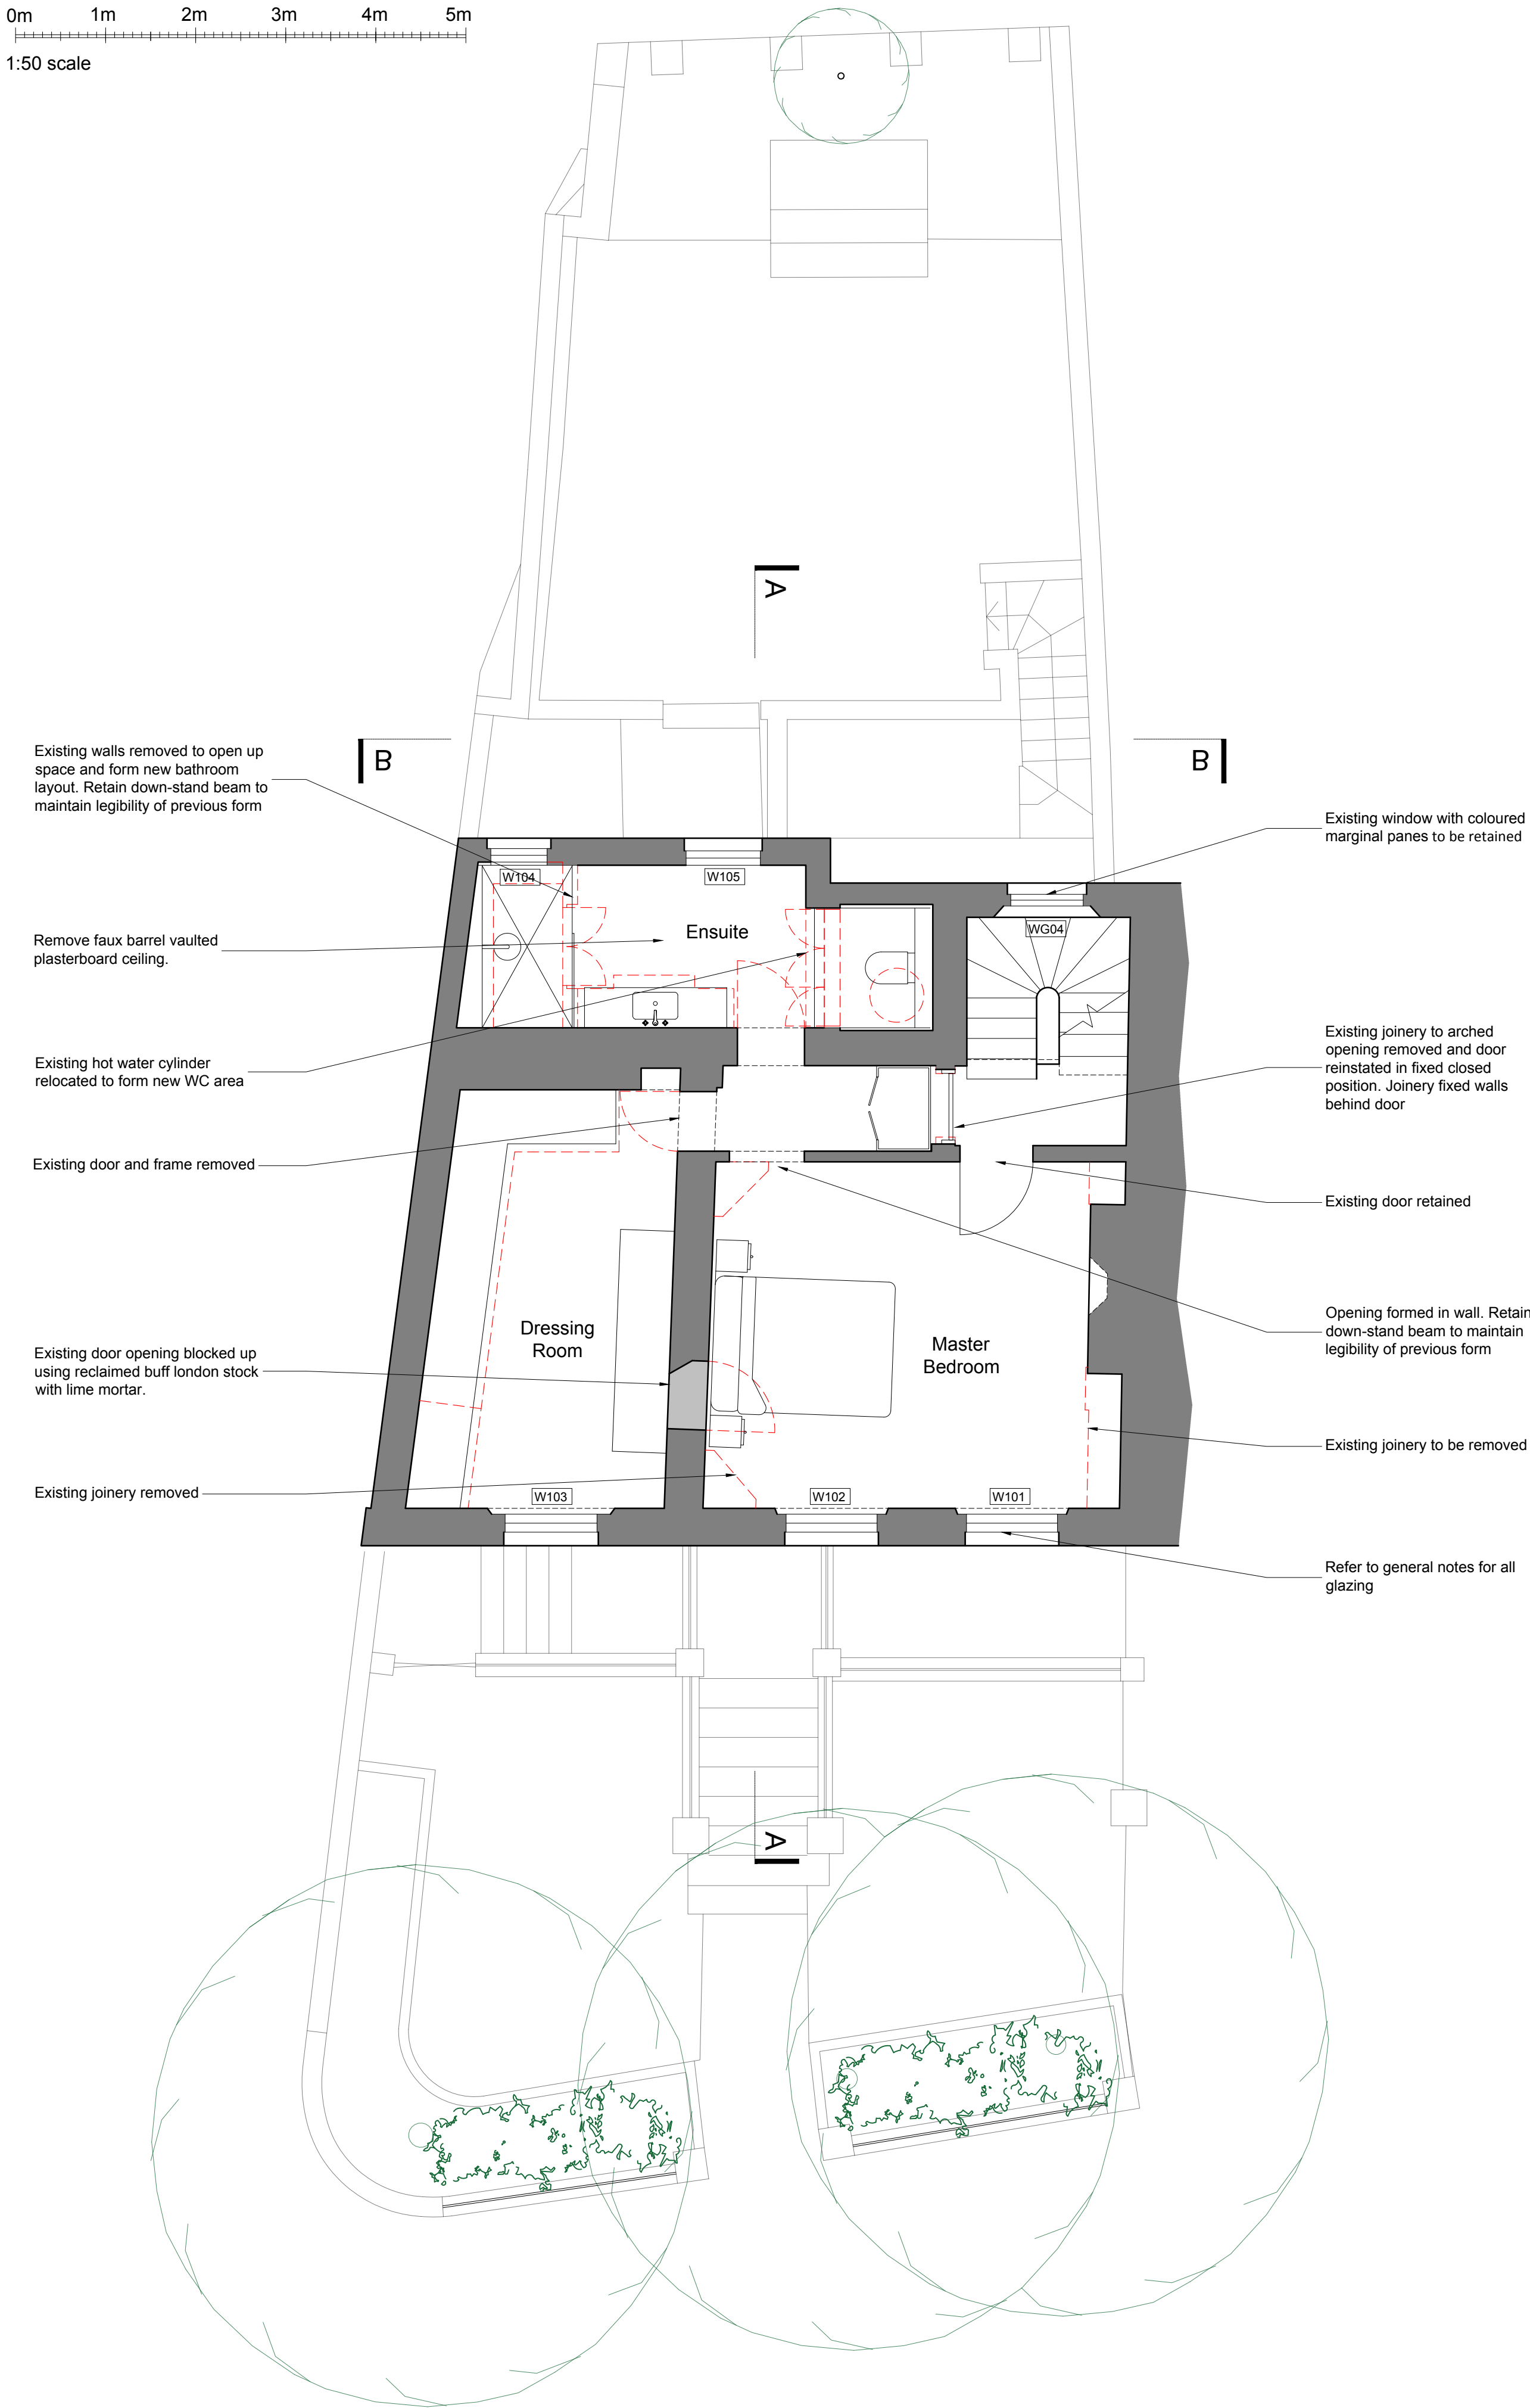 0m 1m 2m 3m 4m 5m
1:50 scale
A
B
B
Existing walls removed to open up
space and form new bathroom
layout. Retain down-stand beam to
maintain legibility of previous form
Existing window with coloured
marginal panes to be retained
W104
W105
Ensuite
WG04
Remove faux barrel vaulted
plasterboard ceiling.
Existing hot water cylinder
relocated to form new WC area
Existing joinery to arched
opening removed and door
reinstated in fixed closed
position. Joinery fixed walls
behind door
Existing door and frame removed
Existing door retained
Dressing
Room
Master
Bedroom
Opening formed in wall. Retain
down-stand beam to maintain
legibility of previous form
Existing door opening blocked up
using reclaimed buff london stock
with lime mortar.
Existing joinery to be removed
Existing joinery removed
W103
W102
W101
Refer to general notes for all
glazing
A